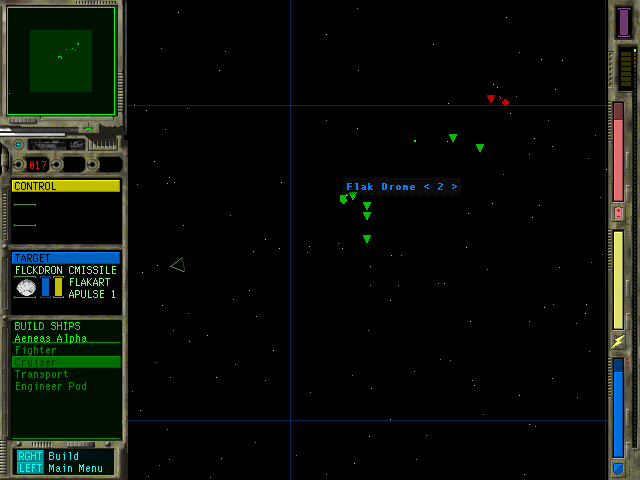 Flak Drone < 2 >
017
CONTROL
TARGET
FLCKDRON CMISSILE
FLAKART
APULSE 1
BUILD SHIPS
Aeneas Alpha
Fighter
Cruiser
Transport
Engineer Pod
RGHT Build
LEFT Main Menu